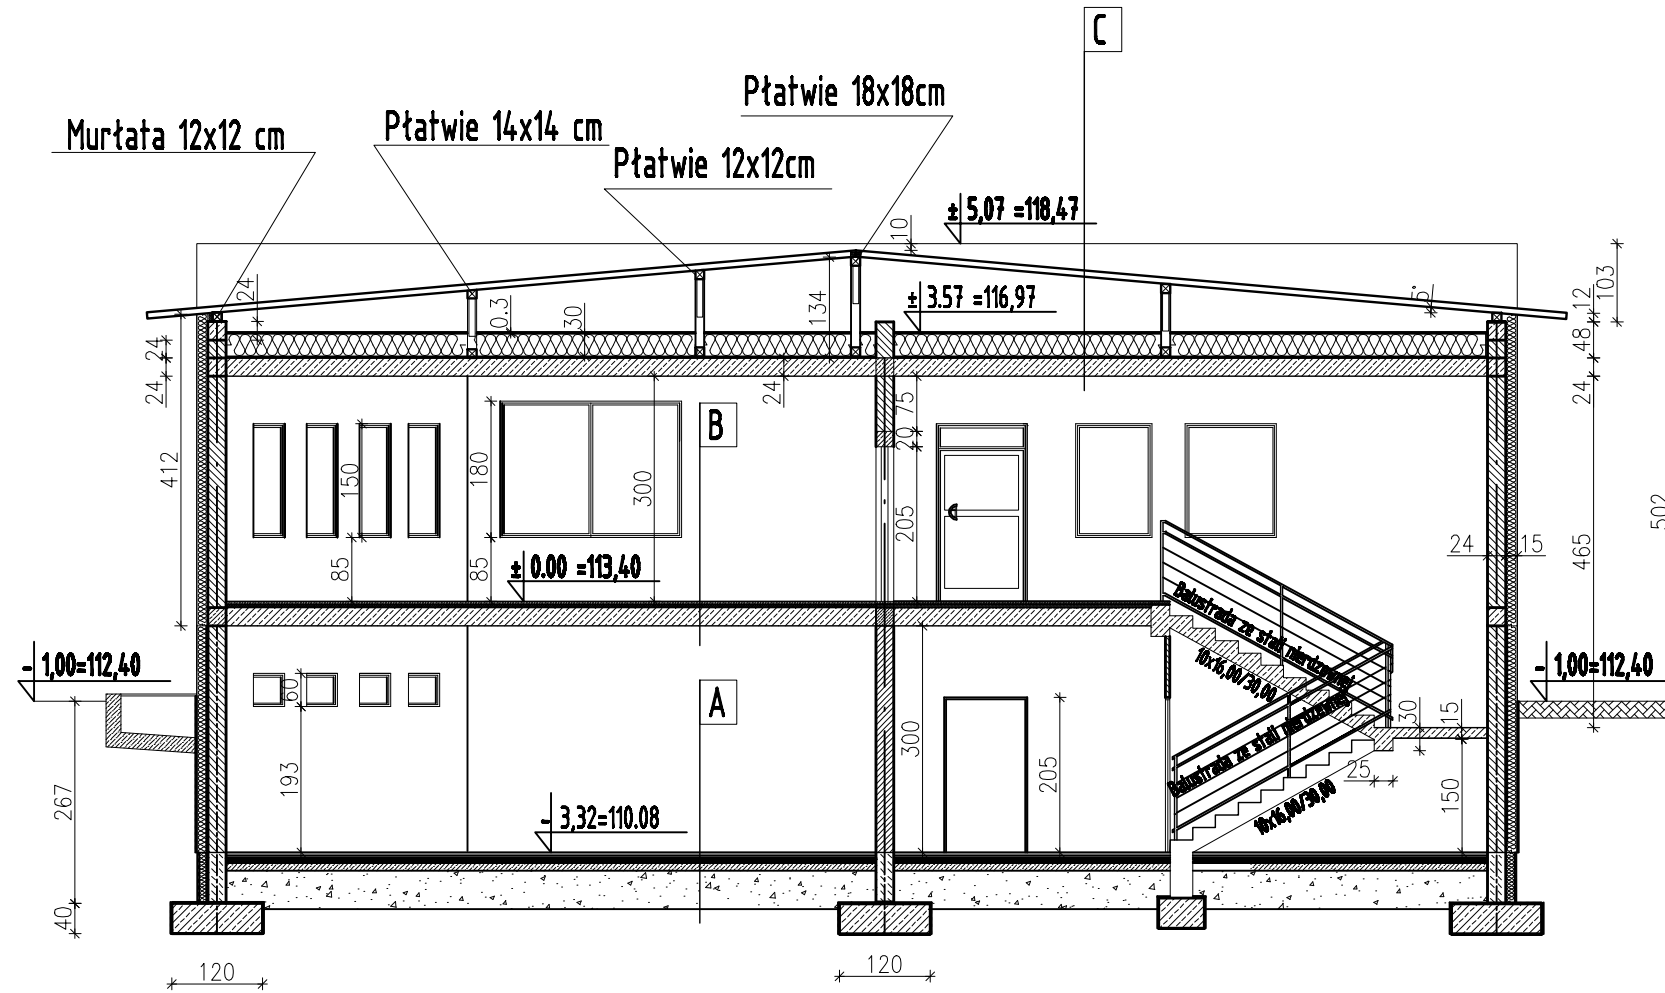 C
Płatwie 18x18cm
Płatwie 14x14 cm
Murłata 12x12 cm
Płatwie 12x12cm
± 5,07 =118,47
10
103
12
± 3.57 =116,97
24
0.3
30
134
48
24
24
24
24
75
B
20
412
150
180
300
205
465
502
24
15
85
85
± 0.00 =113,40
Balustrada ze stali nierdzewnej
10x16,00/30,00
- 1,00=112,40
- 1,00=112,40
60
A
30
15
300
Balustrada ze stali nierdzewnej
10x16,00/30,00
25
205
193
267
150
- 3,32=110.08
40
120
120